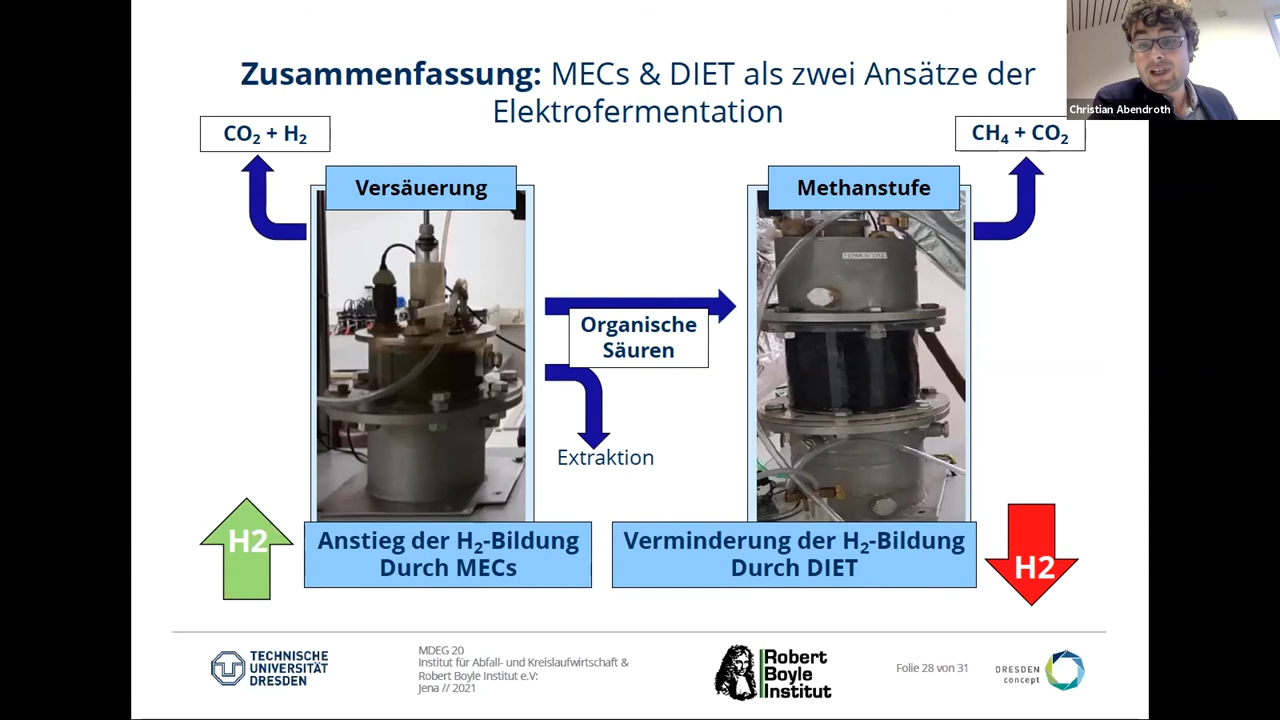 Zusammenfassung: MECs & DIET als zwei Ansätze der
Elektrofermentation
Christian Abendroth
CO₂ + H₂
CH₄ + CO₂
Versäuerung
Methanstufe
FERMENTER 2
Organische
Säuren
Extraktion
H2
Anstieg der H₂-Bildung
Durch MECs
Verminderung der H₂-Bildung
Durch DIET
H2
TECHNISCHE
UNIVERSITÄT
DRESDEN
MDEG 20
Institut für Abfall- und Kreislaufwirtschaft &
Robert Boyle Institut e.V:
Jena // 2021
Robert
Boyle
Institut
Folie 28 von 31
DRESDEN
concept